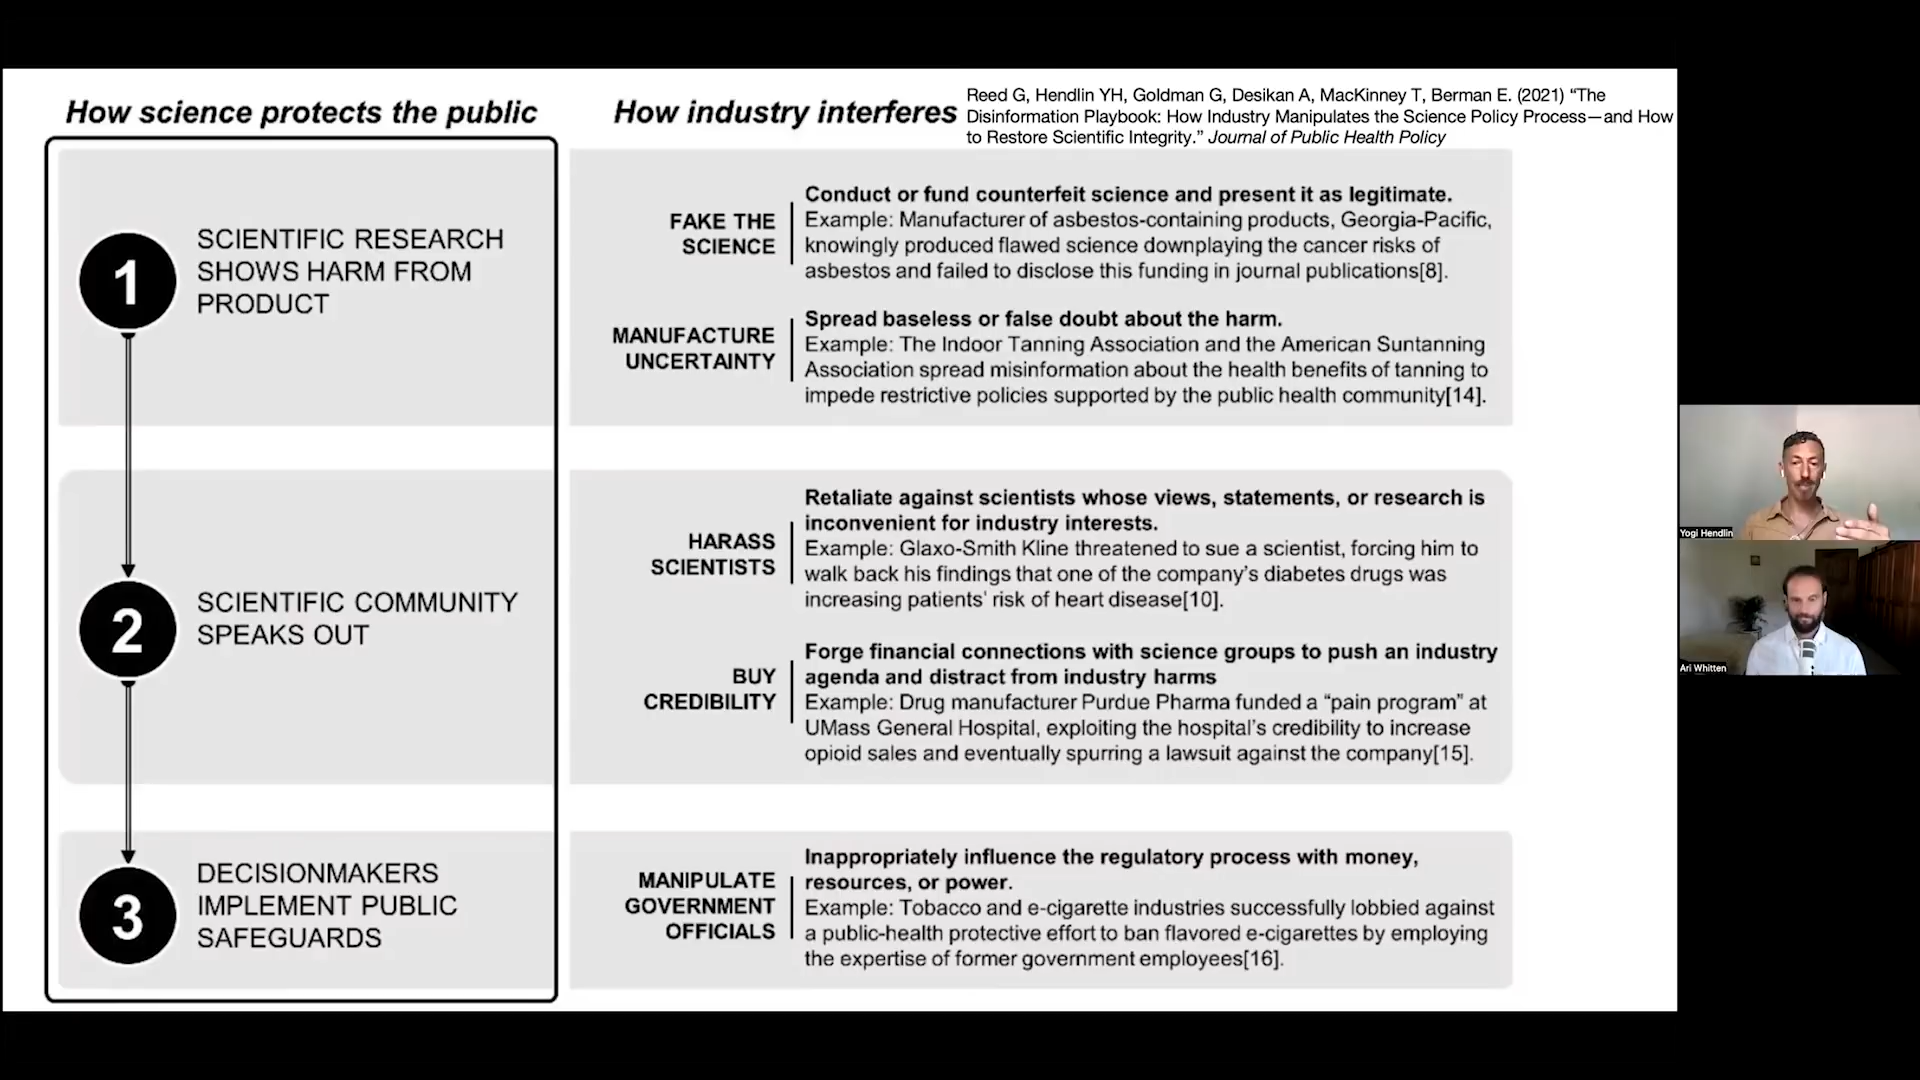 How science protects the public
How industry interferes
Reed G, Hendlin YH, Goldman G, Desikan A, MacKinney T, Berman E. (2021) “The
Disinformation Playbook: How Industry Manipulates the Science Policy Process—and How
to Restore Scientific Integrity.” Journal of Public Health Policy
1
SCIENTIFIC RESEARCH
SHOWS HARM FROM
PRODUCT
FAKE THE
SCIENCE
Conduct or fund counterfeit science and present it as legitimate.
Example: Manufacturer of asbestos-containing products, Georgia-Pacific,
knowingly produced flawed science downplaying the cancer risks of
asbestos and failed to disclose this funding in journal publications[8].
MANUFACTURE
UNCERTAINTY
Spread baseless or false doubt about the harm.
Example: The Indoor Tanning Association and the American Suntanning
Association spread misinformation about the health benefits of tanning to
impede restrictive policies supported by the public health community[14].
2
SCIENTIFIC COMMUNITY
SPEAKS OUT
HARASS
SCIENTISTS
Retaliate against scientists whose views, statements, or research is
inconvenient for industry interests.
Example: Glaxo-Smith Kline threatened to sue a scientist, forcing him to
walk back his findings that one of the company’s diabetes drugs was
increasing patients' risk of heart disease[10].
BUY
CREDIBILITY
Forge financial connections with science groups to push an industry
agenda and distract from industry harms
Example: Drug manufacturer Purdue Pharma funded a “pain program” at
UMass General Hospital, exploiting the hospital’s credibility to increase
opioid sales and eventually spurring a lawsuit against the company[15].
3
DECISIONMAKERS
IMPLEMENT PUBLIC
SAFEGUARDS
MANIPULATE
GOVERNMENT
OFFICIALS
Inappropriately influence the regulatory process with money,
resources, or power.
Example: Tobacco and e-cigarette industries successfully lobbied against
a public-health protective effort to ban flavored e-cigarettes by employing
the expertise of former government employees[16].
Yogi Hendlin
Ari Whitten